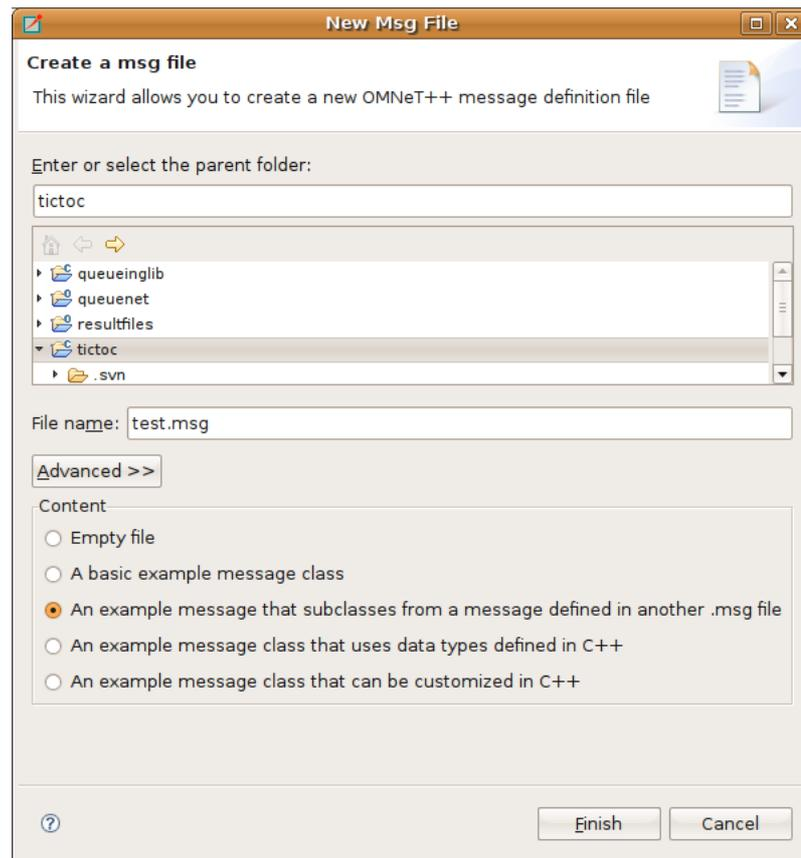 New Msg File
Create a msg file
This wizard allows you to create a new OMNeT++ message definition file
Enter or select the parent folder:
tictoc
queueinglib
queuenet
resultfiles
tictoc
.svn
File name: test.msg
Advanced >>
Content
Empty file
A basic example message class
An example message that subclasses from a message defined in another .msg file
An example message class that uses data types defined in C++
An example message class that can be customized in C++
Finish Cancel